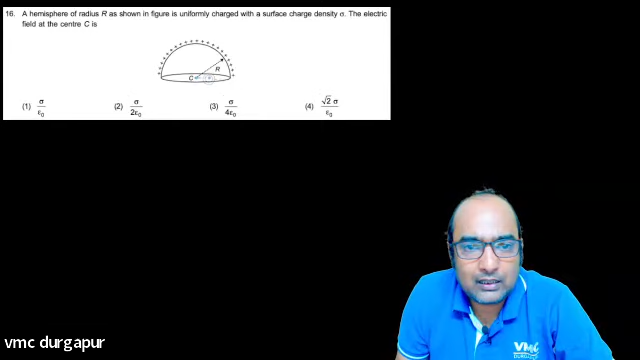 16. A hemisphere of radius R as shown in figure is uniformly charged with a surface charge density σ. The electric
field at the centre C is
R
C
(1) σ/ε₀ (2) σ/2ε₀ (3) σ/4ε₀ (4) √2 σ/ε₀
VMC
vmc durgapur